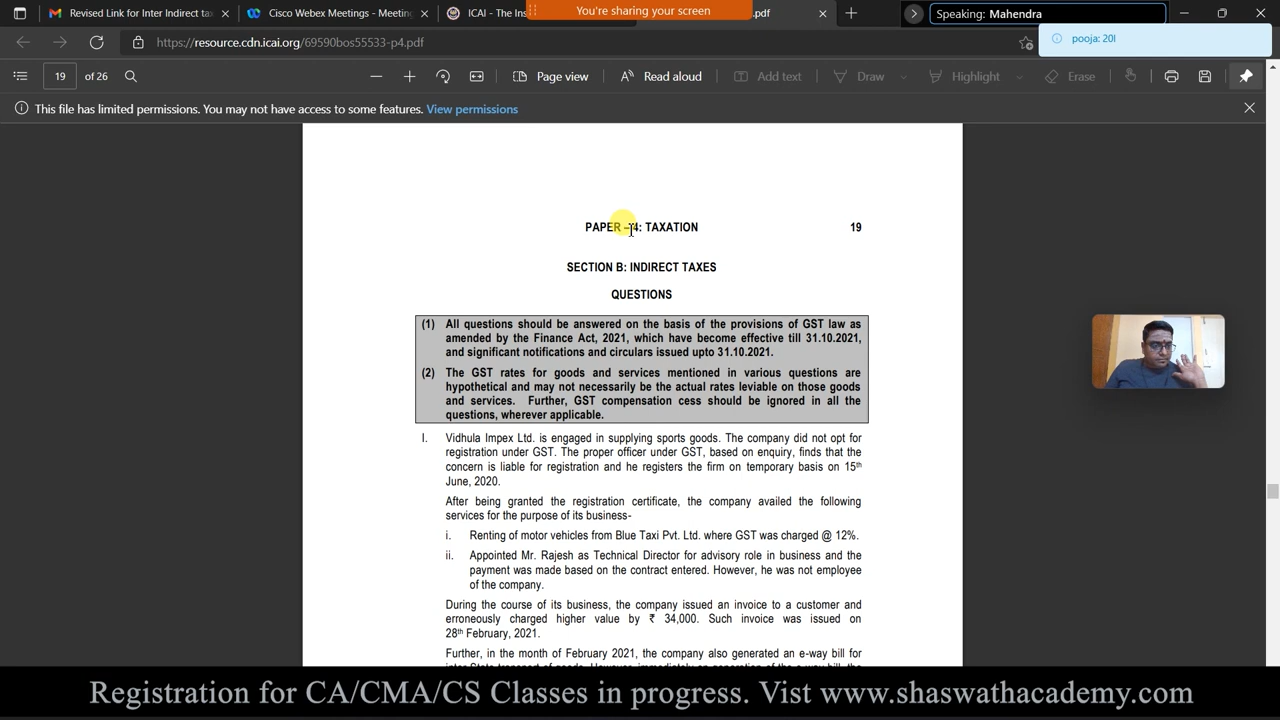 Revised Link for Inter Indirect tax
Cisco Webex Meetings - Meeting
ICAI - The Ins
You're sharing your screen
.pdf
Speaking: Mahendra
https://resource.cdn.icai.org/69590bos55533-p4.pdf
pooja: 20l
19 of 26
Page view
Read aloud
Add text
Draw
Highlight
Erase
This file has limited permissions. You may not have access to some features. View permissions
PAPER – 4: TAXATION 19
SECTION B: INDIRECT TAXES
QUESTIONS
(1) All questions should be answered on the basis of the provisions of GST law as
amended by the Finance Act, 2021, which have become effective till 31.10.2021,
and significant notifications and circulars issued upto 31.10.2021.
(2) The GST rates for goods and services mentioned in various questions are
hypothetical and may not necessarily be the actual rates leviable on those goods
and services. Further, GST compensation cess should be ignored in all the
questions, wherever applicable.
I. Vidhula Impex Ltd. is engaged in supplying sports goods. The company did not opt for
registration under GST. The proper officer under GST, based on enquiry, finds that the
concern is liable for registration and he registers the firm on temporary basis on 15th
June, 2020.
After being granted the registration certificate, the company availed the following
services for the purpose of its business-
i. Renting of motor vehicles from Blue Taxi Pvt. Ltd. where GST was charged @ 12%.
ii. Appointed Mr. Rajesh as Technical Director for advisory role in business and the
payment was made based on the contract entered. However, he was not employee
of the company.
During the course of its business, the company issued an invoice to a customer and
erroneously charged higher value by ₹ 34,000. Such invoice was issued on
28th February, 2021.
Further, in the month of February 2021, the company also generated an e-way bill for
Registration for CA/CMA/CS Classes in progress. Vist www.shaswathacademy.com